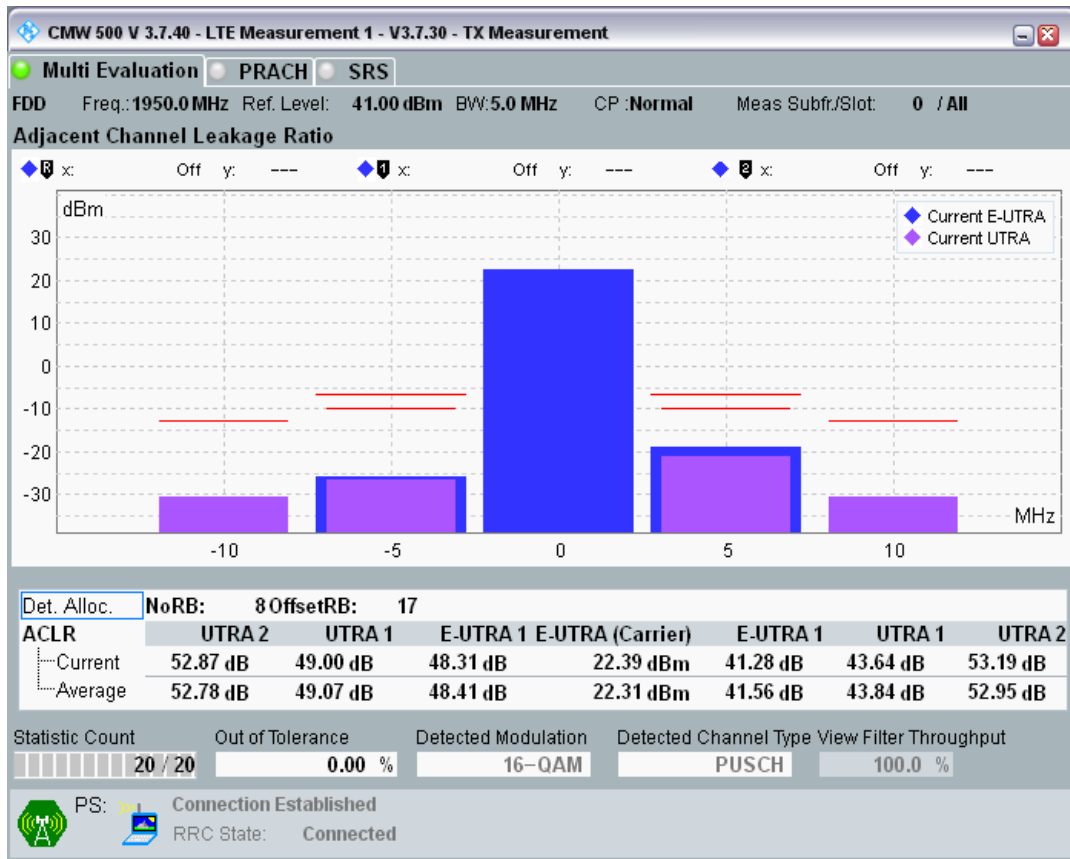 CMW 500 V 3.7.40 - LTE Measurement 1 - V3.7.30 - TX Measurement
Multi Evaluation PRACH SRS
FDD Freq.: 1950.0 MHz Ref. Level: 41.00 dBm BW: 5.0 MHz CP : Normal Meas Subfr./Slot: 0 / All
Adjacent Channel Leakage Ratio
R x: Off y: --- 1 x: Off y: --- 2 x: Off y: ---
dBm
Current E-UTRA
Current UTRA
30
20
10
0
-10
-20
-30
MHz
-10 -5 0 5 10
Det. Alloc. NoRB: 8 OffsetRB: 17
ACLR UTRA 2 UTRA 1 E-UTRA 1 E-UTRA (Carrier) E-UTRA 1 UTRA 1 UTRA 2
Current 52.87 dB 49.00 dB 48.31 dB 22.39 dBm 41.28 dB 43.64 dB 53.19 dB
Average 52.78 dB 49.07 dB 48.41 dB 22.31 dBm 41.56 dB 43.84 dB 52.95 dB
Statistic Count Out of Tolerance Detected Modulation Detected Channel Type View Filter Throughput
20 / 20 0.00 % 16-QAM PUSCH 100.0 %
PS: Connection Established
RRC State: Connected